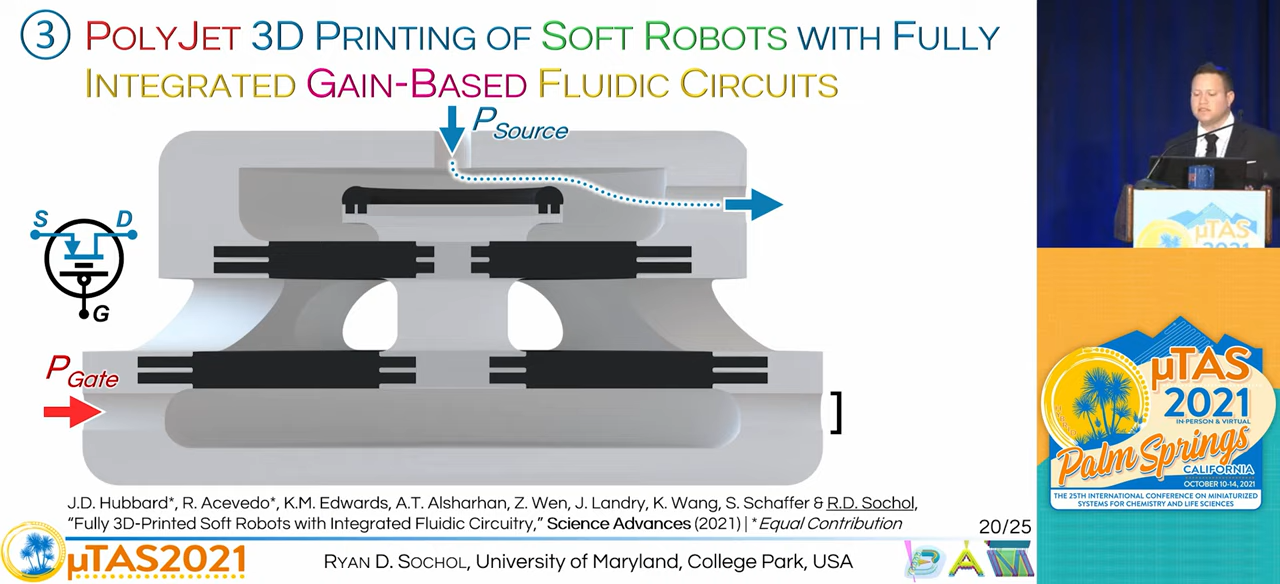 ③ POLYJET 3D PRINTING OF SOFT ROBOTS WITH FULLY
INTEGRATED GAIN-BASED FLUIDIC CIRCUITS
PSource
S
D
G
PGate
]
J.D. Hubbard*, R. Acevedo*, K.M. Edwards, A.T. Alsharhan, Z. Wen, J. Landry, K. Wang, S. Schaffer & R.D. Sochol,
"Fully 3D-Printed Soft Robots with Integrated Fluidic Circuitry," Science Advances (2021) | *Equal Contribution
20/25
µTAS2021
RYAN D. SOCHOL, University of Maryland, College Park, USA
BAM
µTAS
2021
µTAS
2021
IN-PERSON & VIRTUAL
Palm Springs
CALIFORNIA
OCTOBER 10-14, 2021
THE 25TH INTERNATIONAL CONFERENCE ON MINIATURIZED
SYSTEMS FOR CHEMISTRY AND LIFE SCIENCES